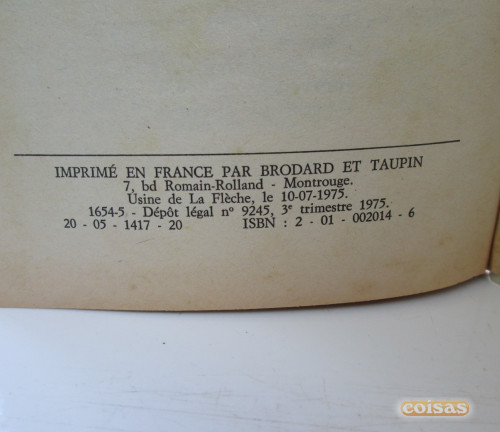 IMPRIMÉ EN FRANCE PAR BRODARD ET TAUPIN
7, bd Romain-Rolland - Montrouge.
Usine de La Flèche, le 10-07-1975.
1654-5 - Dépôt légal nº 9245, 3e trimestre 1975.
20 - 05 - 1417 - 20 ISBN : 2 - 01 - 002014 - 6
coisas